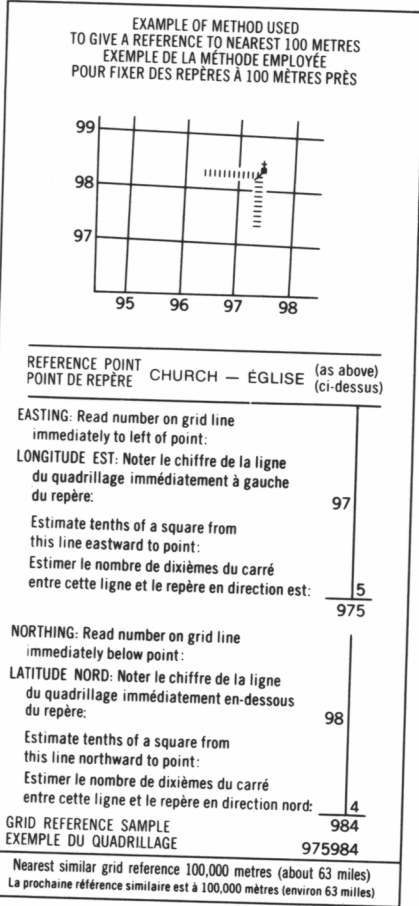 EXAMPLE OF METHOD USED
TO GIVE A REFERENCE TO NEAREST 100 METRES
EXEMPLE DE LA MÉTHODE EMPLOYÉE
POUR FIXER DES REPÈRES À 100 MÈTRES PRÈS
99
98
97
95 96 97 98
REFERENCE POINT
POINT DE REPÈRE
CHURCH — ÉGLISE
(as above)
(ci-dessus)
EASTING: Read number on grid line
immediately to left of point:
LONGITUDE EST: Noter le chiffre de la ligne
du quadrillage immédiatement à gauche
du repère:
97
Estimate tenths of a square from
this line eastward to point:
Estimer le nombre de dixièmes du carré
entre cette ligne et le repère en direction est: 5
975
NORTHING: Read number on grid line
immediately below point:
LATITUDE NORD: Noter le chiffre de la ligne
du quadrillage immédiatement en-dessous
du repère:
98
Estimate tenths of a square from
this line northward to point:
Estimer le nombre de dixièmes du carré
entre cette ligne et le repère en direction nord: 4
GRID REFERENCE SAMPLE 984
EXEMPLE DU QUADRILLAGE 975984
Nearest similar grid reference 100,000 metres (about 63 miles)
La prochaine référence similaire est à 100,000 mètres (environ 63 milles)